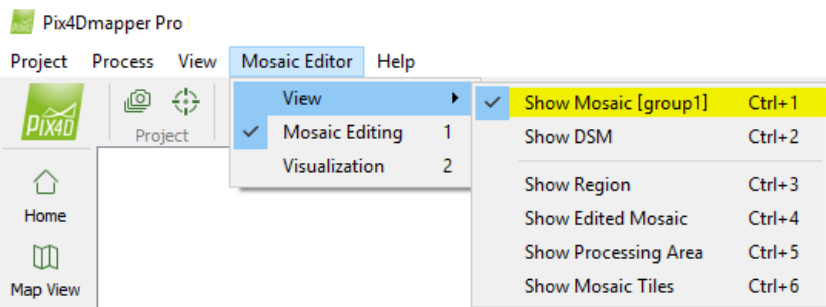 Pix4Dmapper Pro
Project Process View Mosaic Editor Help
PIX4D
Project
Home
Map View
View
Mosaic Editing 1
Visualization 2
Show Mosaic [group1] Ctrl+1
Show DSM Ctrl+2
Show Region Ctrl+3
Show Edited Mosaic Ctrl+4
Show Processing Area Ctrl+5
Show Mosaic Tiles Ctrl+6